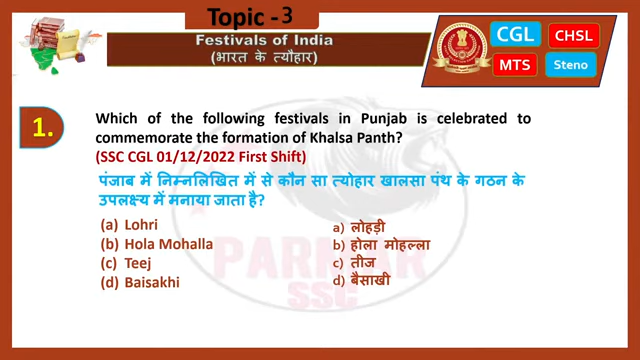 Topic -3
Festivals of India
(भारत के त्यौहार)
CGL
CHSL
MTS
Steno
1.
Which of the following festivals in Punjab is celebrated to
commemorate the formation of Khalsa Panth?
(SSC CGL 01/12/2022 First Shift)
पंजाब में निम्नलिखित में से कौन सा त्योहार खालसा पंथ के गठन के
उपलक्ष्य में मनाया जाता है?
(a) Lohri
(b) Hola Mohalla
(c) Teej
(d) Baisakhi
a) लोहड़ी
b) होला मोहल्ला
c) तीज
d) बैसाखी
PARMAR
SSC